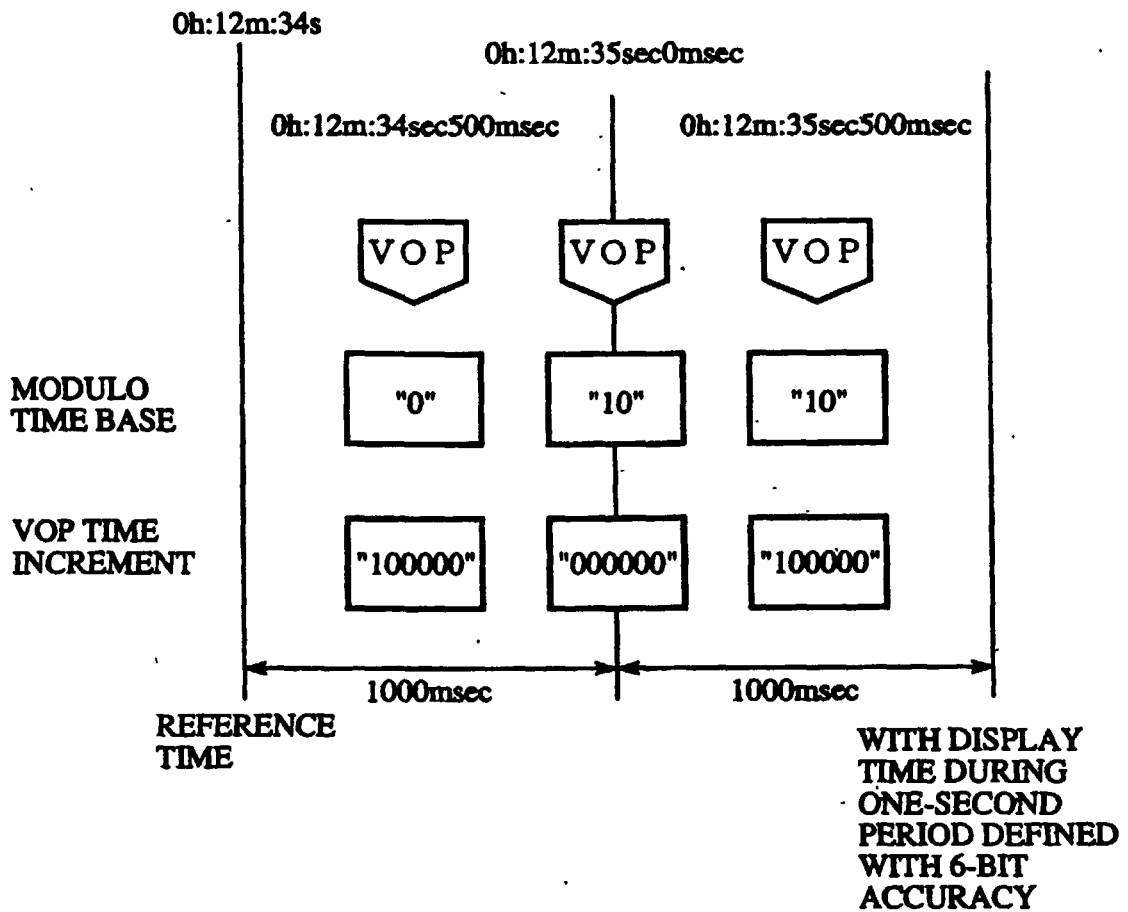 0h:12m:34s
0h:12m:35sec0msec
0h:12m:34sec500msec 0h:12m:35sec500msec
VOP VOP VOP
MODULO
TIME BASE
"0" "10" "10"
VOP TIME
INCREMENT
"100000" "000000" "100000"
1000msec 1000msec
REFERENCE
TIME
WITH DISPLAY
TIME DURING
ONE-SECOND
PERIOD DEFINED
WITH 6-BIT
ACCURACY